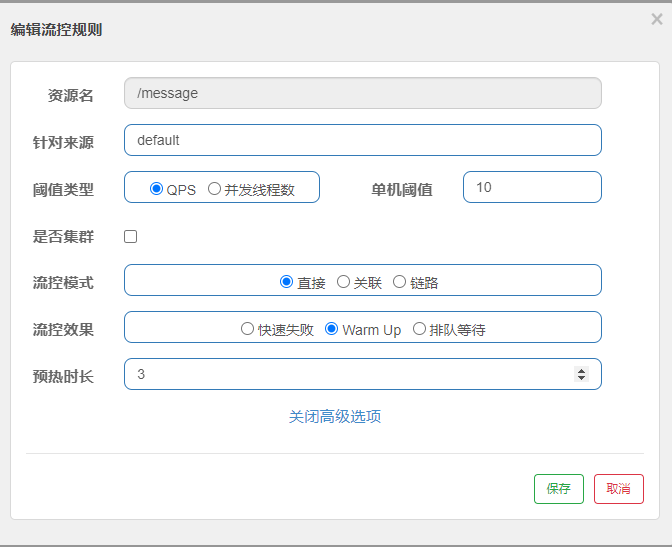 编辑流控规则 ×
资源名 /message
针对来源 default
阈值类型 QPS 并发线程数 单机阈值 10
是否集群
流控模式 直接 关联 链路
流控效果 快速失败 Warm Up 排队等待
预热时长 3
关闭高级选项
保存 取消